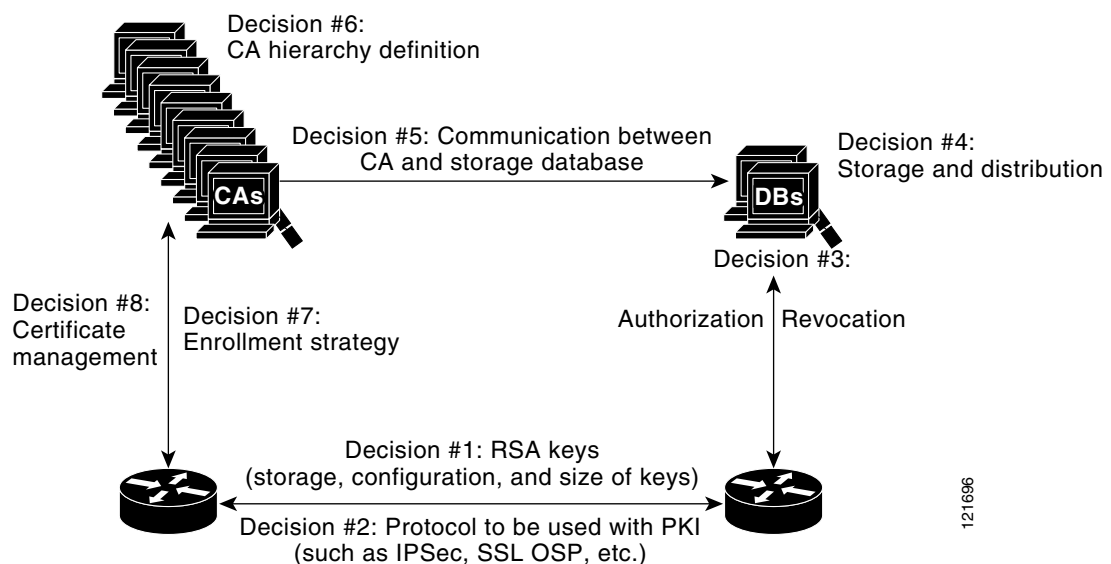 Decision #6:
CA hierarchy definition
Decision #5: Communication between
CA and storage database
Decision #4:
Storage and distribution
CAs
DBs
Decision #3:
Decision #8:
Certificate
management
Decision #7:
Enrollment strategy
Authorization
Revocation
Decision #1: RSA keys
(storage, configuration, and size of keys)
Decision #2: Protocol to be used with PKI
(such as IPSec, SSL OSP, etc.)
121696